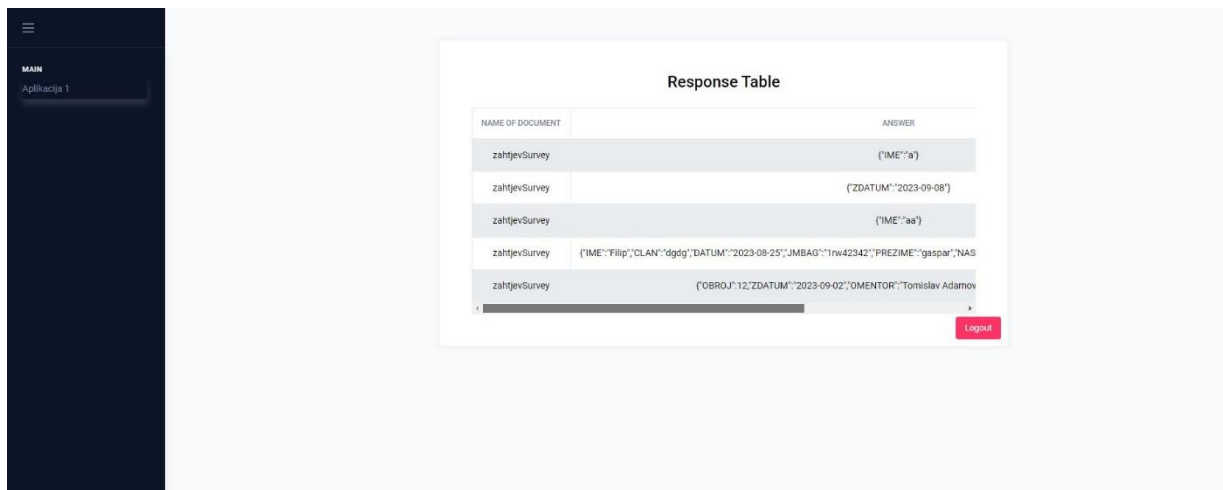 MAIN
Aplikacija 1
Response Table
NAME OF DOCUMENT ANSWER
zahtjevSurvey {"IME":"a"}
zahtjevSurvey {"ZDATUM":"2023-09-08"}
zahtjevSurvey {"IME":"aa"}
zahtjevSurvey {"IME":"Filip","CLAN":"dgdg","DATUM":"2023-08-25","JMBAG":"1rw42342","PREZIME":"gaspar","NAS
zahtjevSurvey {"OBROJ":12,"ZDATUM":"2023-09-02","OMENTOR":"Tomislav Adamov
Logout